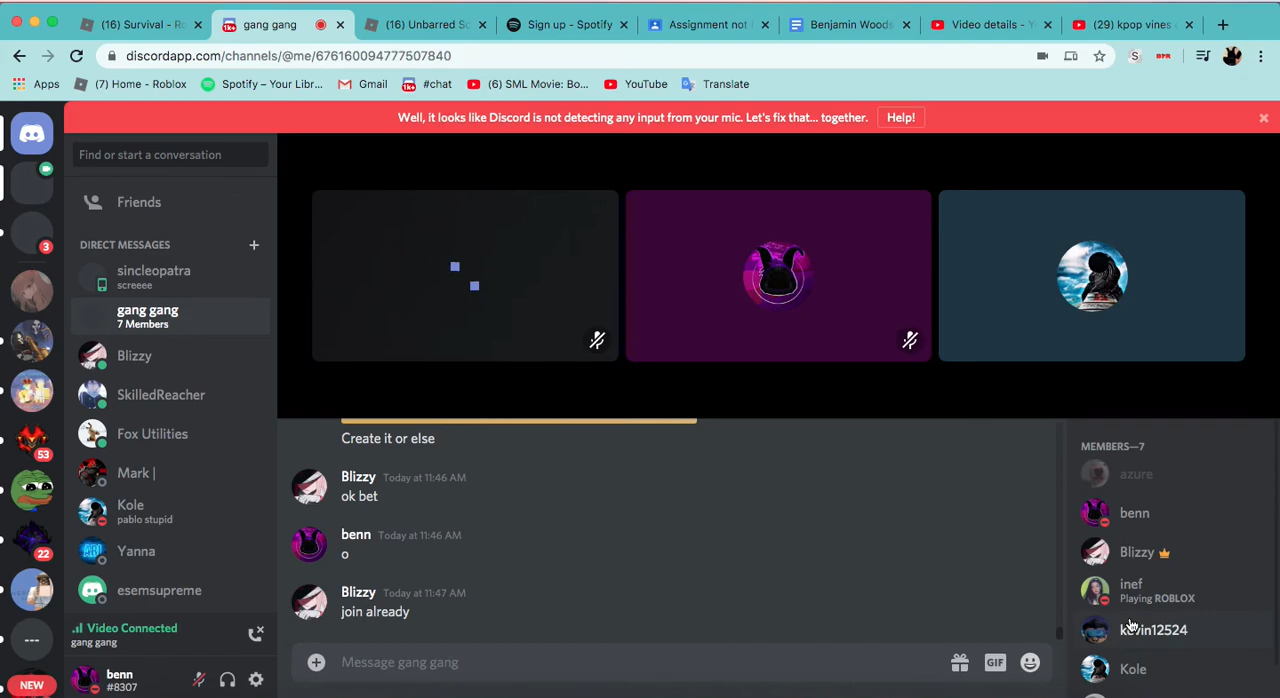 (16) Survival - Ro
gang gang
(16) Unbarred Sc
Sign up - Spotify
Assignment not
Benjamin Woods
Video details - Y
(29) kpop vines
discordapp.com/channels/@me/676160094777507840
Apps
(7) Home - Roblox
Spotify – Your Libr...
Gmail
1K+
#chat
(6) SML Movie: Bo...
YouTube
Translate
Well, it looks like Discord is not detecting any input from your mic. Let's fix that... together.
Help!
Find or start a conversation
Friends
DIRECT MESSAGES
sincleopatra
screeee
gang gang
7 Members
Blizzy
SkilledReacher
Fox Utilities
Mark |
Kole
pablo stupid
Yanna
esemsupreme
Video Connected
gang gang
benn
#8307
3
53
22
NEW
Create it or else
Blizzy Today at 11:46 AM
ok bet
benn Today at 11:46 AM
o
Blizzy Today at 11:47 AM
join already
Message gang gang
GIF
MEMBERS—7
azure
benn
Blizzy
inef
Playing ROBLOX
kevin12524
Kole